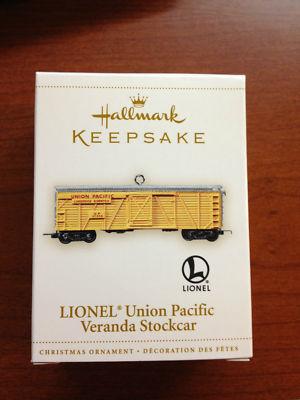 Hallmark
KEEPSAKE
UNION PACIFIC
LIONEL
LIONEL® Union Pacific
Veranda Stockcar
CHRISTMAS ORNAMENT • DÉCORATION DES FÊTES